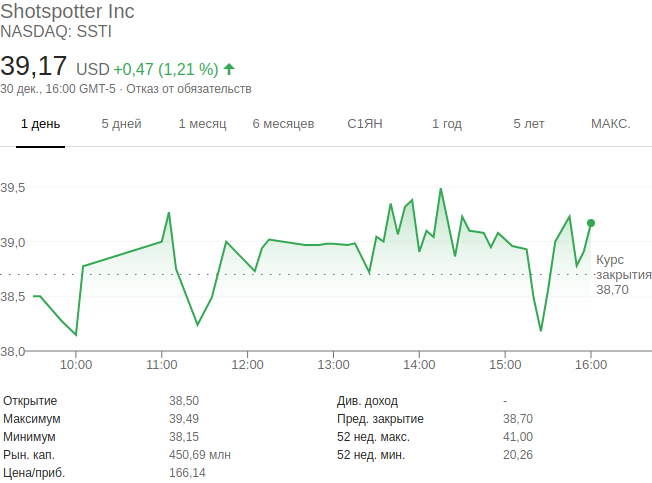 Shotspotter Inc
NASDAQ: SSTI
39,17 USD +0,47 (1,21 %)
30 дек., 16:00 GMT-5 · Отказ от обязательств
1 день 5 дней 1 месяц 6 месяцев С1ЯН 1 год 5 лет МАКС.
39,5
39,0
Курс
закрытия
38,5
38,70
38,0
10:00 11:00 12:00 13:00 14:00 15:00 16:00
Открытие 38,50 Див. доход -
Максимум 39,49 Пред. закрытие 38,70
Минимум 38,15 52 нед. макс. 41,00
Рын. кап. 450,69 млн 52 нед. мин. 20,26
Цена/приб. 166,14